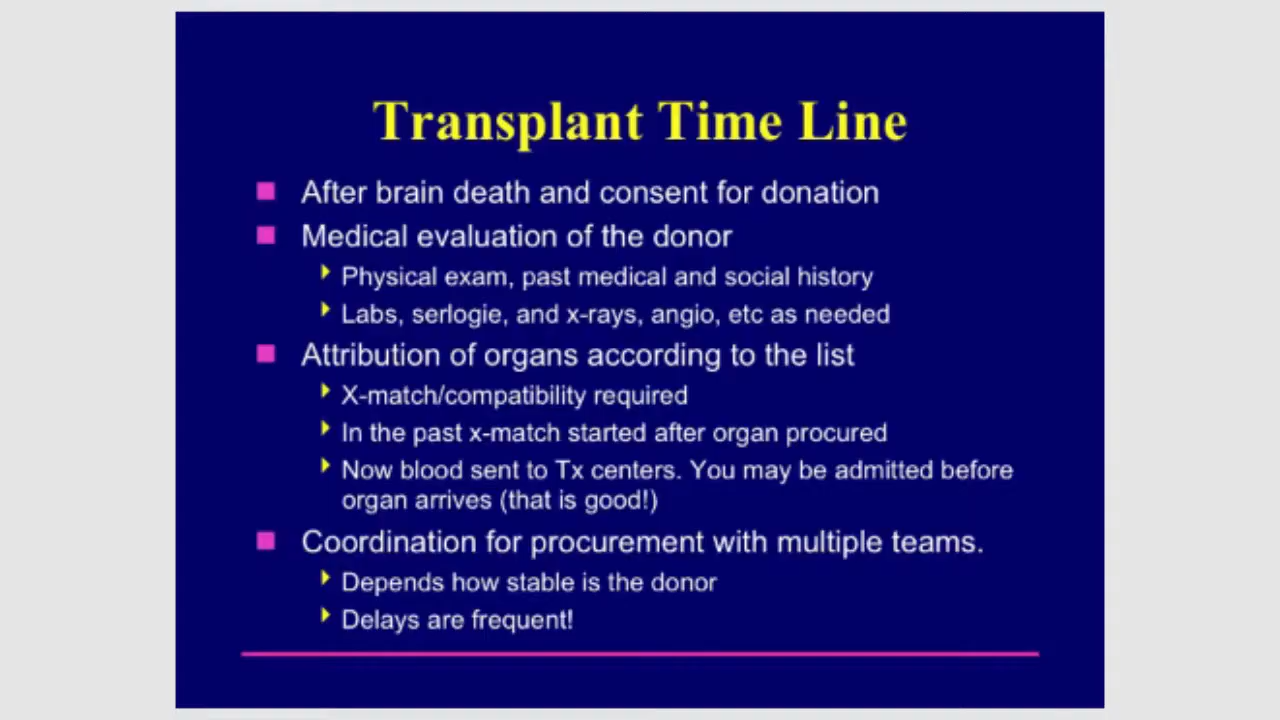 Transplant Time Line
After brain death and consent for donation
Medical evaluation of the donor
Physical exam, past medical and social history
Labs, serlogie, and x-rays, angio, etc as needed
Attribution of organs according to the list
X-match/compatibility required
In the past x-match started after organ procured
Now blood sent to Tx centers. You may be admitted before
organ arrives (that is good!)
Coordination for procurement with multiple teams.
Depends how stable is the donor
Delays are frequent!